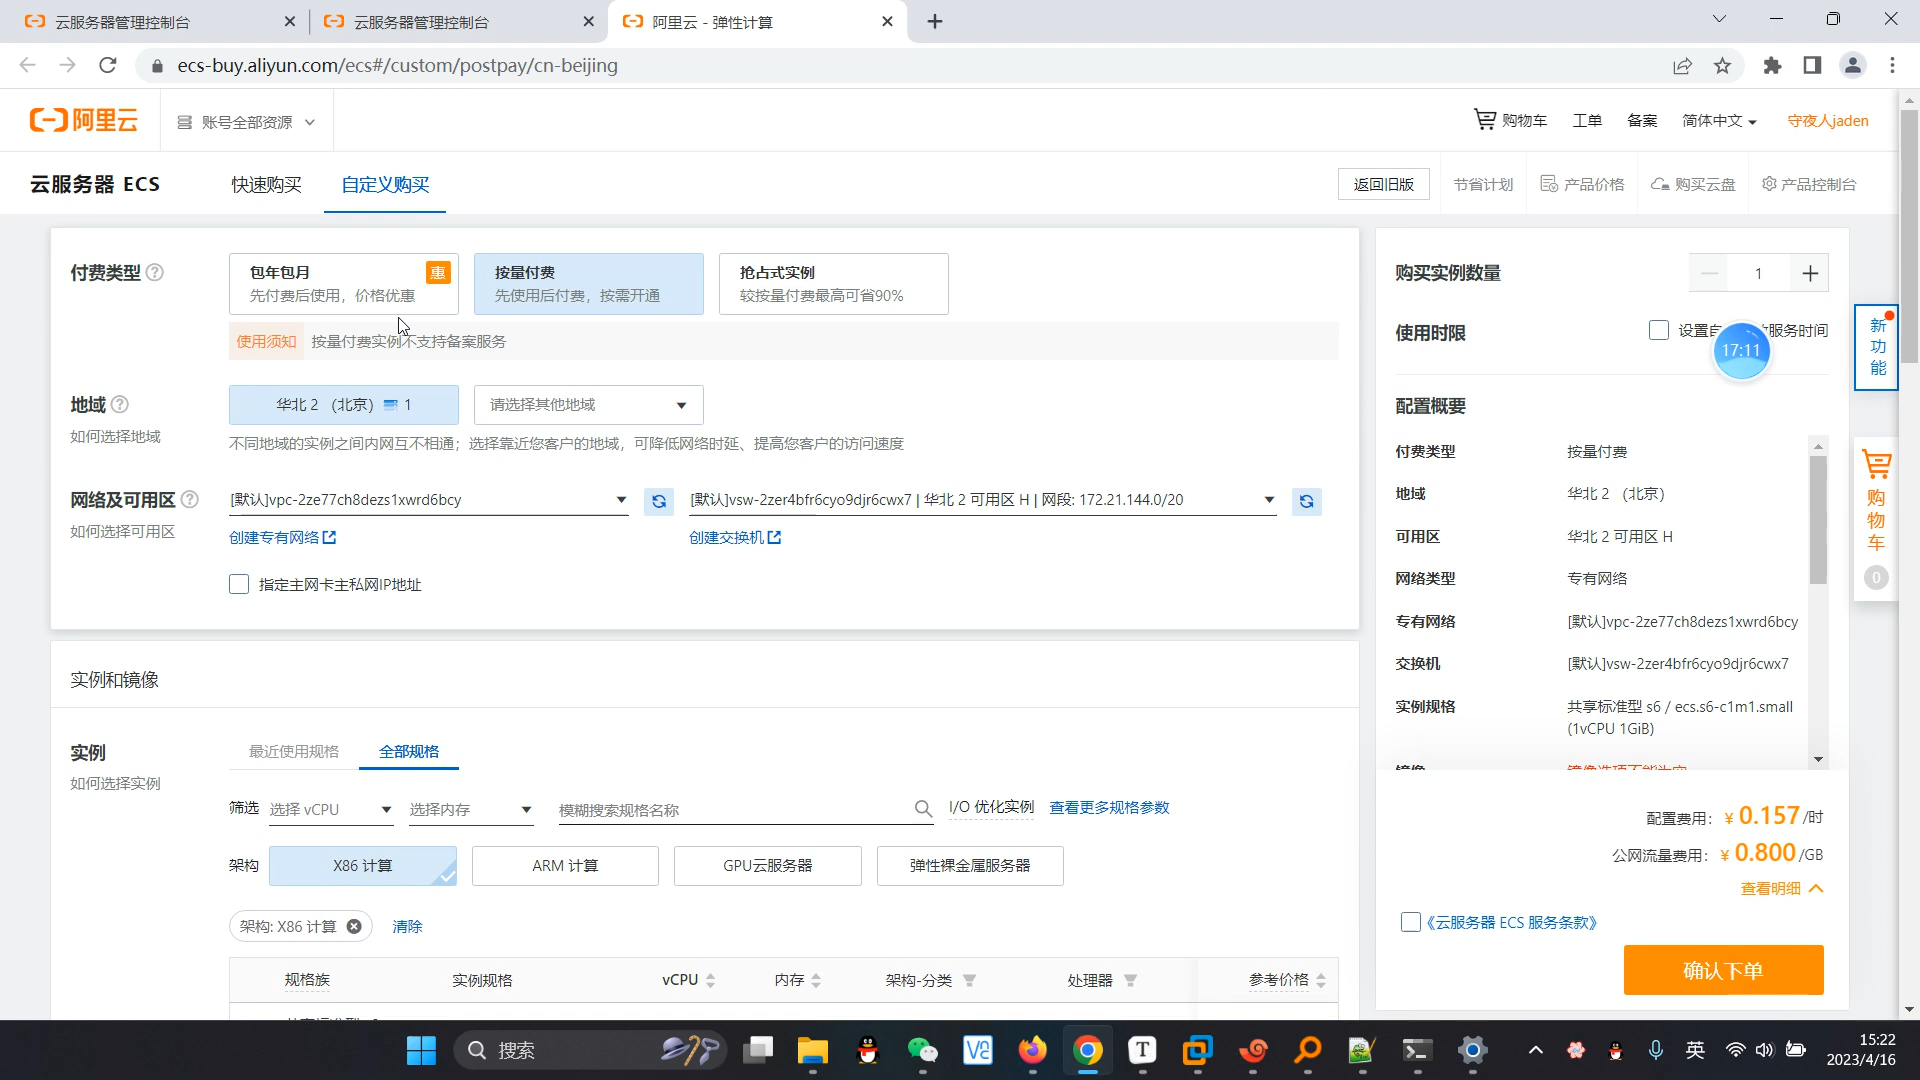 云服务器管理控制台
云服务器管理控制台
阿里云 - 弹性计算
ecs-buy.aliyun.com/ecs#/custom/postpay/cn-beijing
阿里云
账号全部资源
购物车
工单
备案
简体中文
守夜人jaden
云服务器 ECS
快速购买
自定义购买
返回旧版
节省计划
产品价格
购买云盘
产品控制台
付费类型
包年包月
惠
先付费后使用，价格优惠
按量付费
先使用后付费，按需开通
抢占式实例
较按量付费最高可省90%
使用须知
按量付费实例不支持备案服务
地域
如何选择地域
华北 2 （北京） 1
请选择其他地域
不同地域的实例之间内网互不相通；选择靠近您客户的地域，可降低网络时延、提高您客户的访问速度
网络及可用区
如何选择可用区
[默认]vpc-2ze77ch8dezs1xwrd6bcy
[默认]vsw-2zer4bfr6cyo9djr6cwx7 | 华北 2 可用区 H | 网段: 172.21.144.0/20
创建专有网络
创建交换机
指定主网卡主私网IP地址
实例和镜像
实例
如何选择实例
最近使用规格
全部规格
筛选
选择 vCPU
选择内存
模糊搜索规格名称
I/O 优化实例
查看更多规格参数
架构
X86 计算
ARM 计算
GPU云服务器
弹性裸金属服务器
架构: X86 计算
清除
规格族
实例规格
vCPU
内存
架构-分类
处理器
参考价格
购买实例数量
1
使用时限
设置自
服务时间
17:11
配置概要
付费类型
按量付费
地域
华北 2 （北京）
可用区
华北 2 可用区 H
网络类型
专有网络
专有网络
[默认]vpc-2ze77ch8dezs1xwrd6bcy
交换机
[默认]vsw-2zer4bfr6cyo9djr6cwx7
实例规格
共享标准型 s6 / ecs.s6-c1m1.small
(1vCPU 1GiB)
配置费用：¥ 0.157 /时
公网流量费用：¥ 0.800 /GB
查看明细
《云服务器 ECS 服务条款》
确认下单
新功能
购物车
0
搜索
英
15:22
2023/4/16